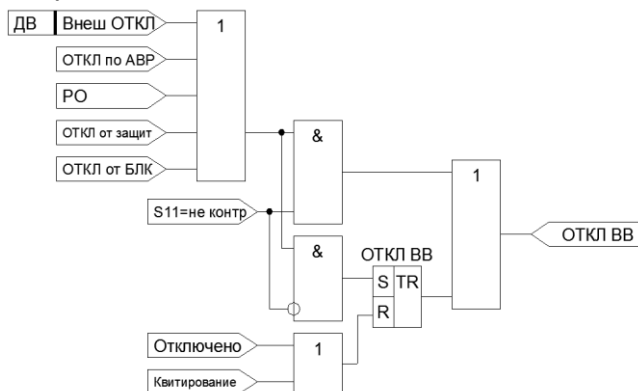 ДВ Внеш ОТКЛ
1
ОТКЛ по АВР
РО
ОТКЛ от защит
&
ОТКЛ от БЛК
1
S11=не контр
ОТКЛ ВВ
&
ОТКЛ ВВ
S TR
R
Отключено
1
Квитирование